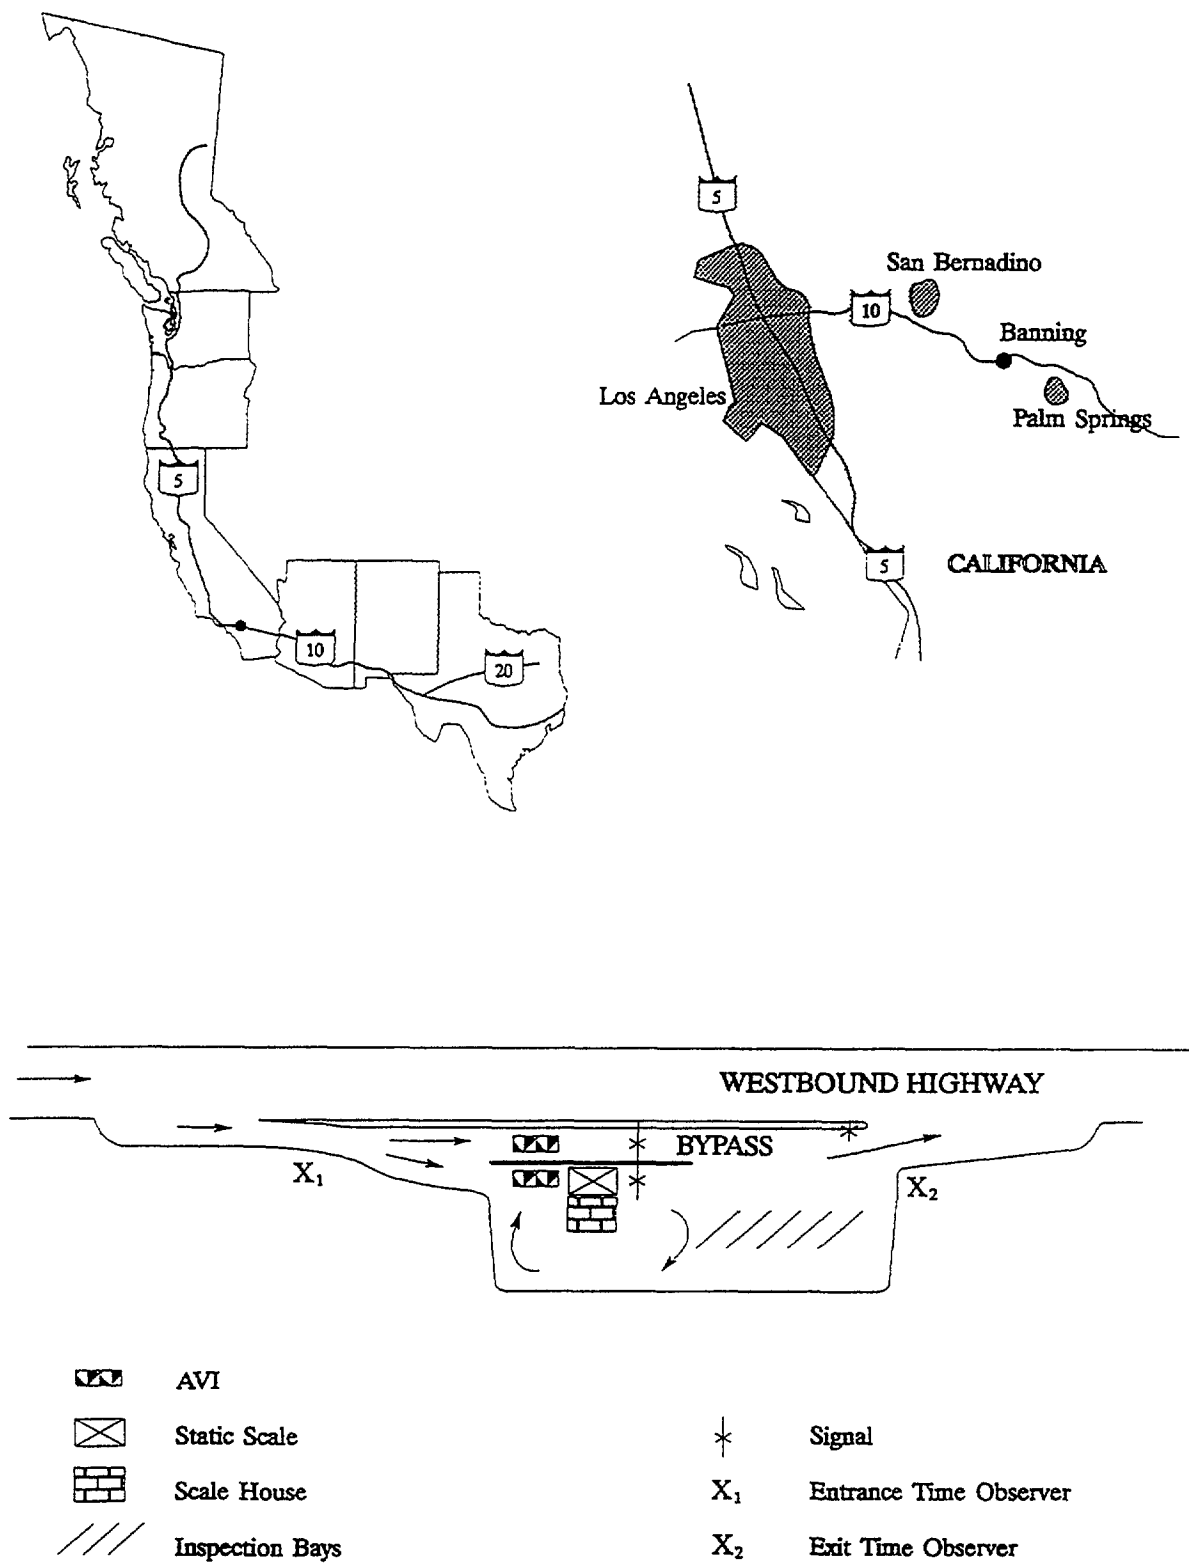 5
10
20
5
San Bernadino
10
Banning
Los Angeles
Palm Springs
5
CALIFORNIA
WESTBOUND HIGHWAY
BYPASS
X₁
X₂
AVI
Static Scale
Signal
Scale House
X₁ Entrance Time Observer
Inspection Bays
X₂ Exit Time Observer